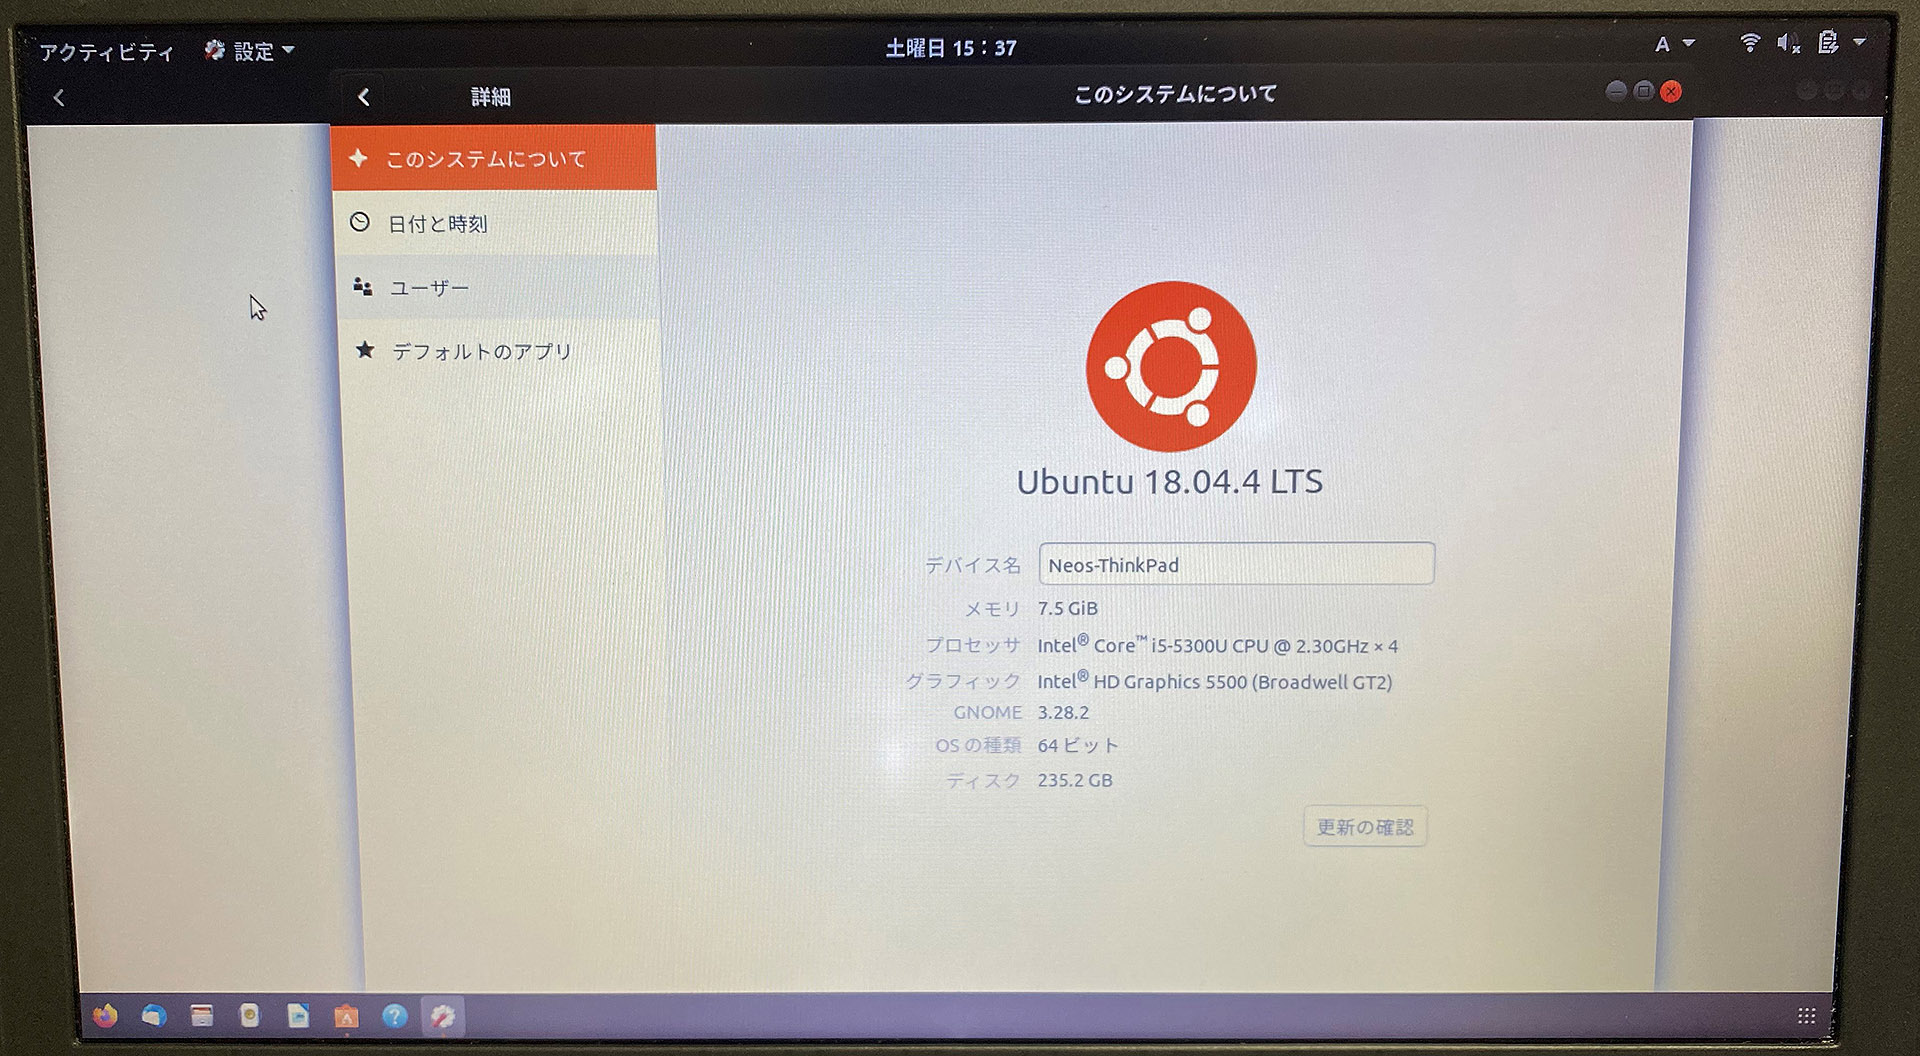 アクティビティ 設定 土曜日 15：37 A
詳細 このシステムについて
このシステムについて
日付と時刻
ユーザー
デフォルトのアプリ
Ubuntu 18.04.4 LTS
デバイス名 Neos-ThinkPad
メモリ 7.5 GiB
プロセッサ Intel® Core™ i5-5300U CPU @ 2.30GHz × 4
グラフィック Intel® HD Graphics 5500 (Broadwell GT2)
GNOME 3.28.2
OS の種類 64 ビット
ディスク 235.2 GB
更新の確認